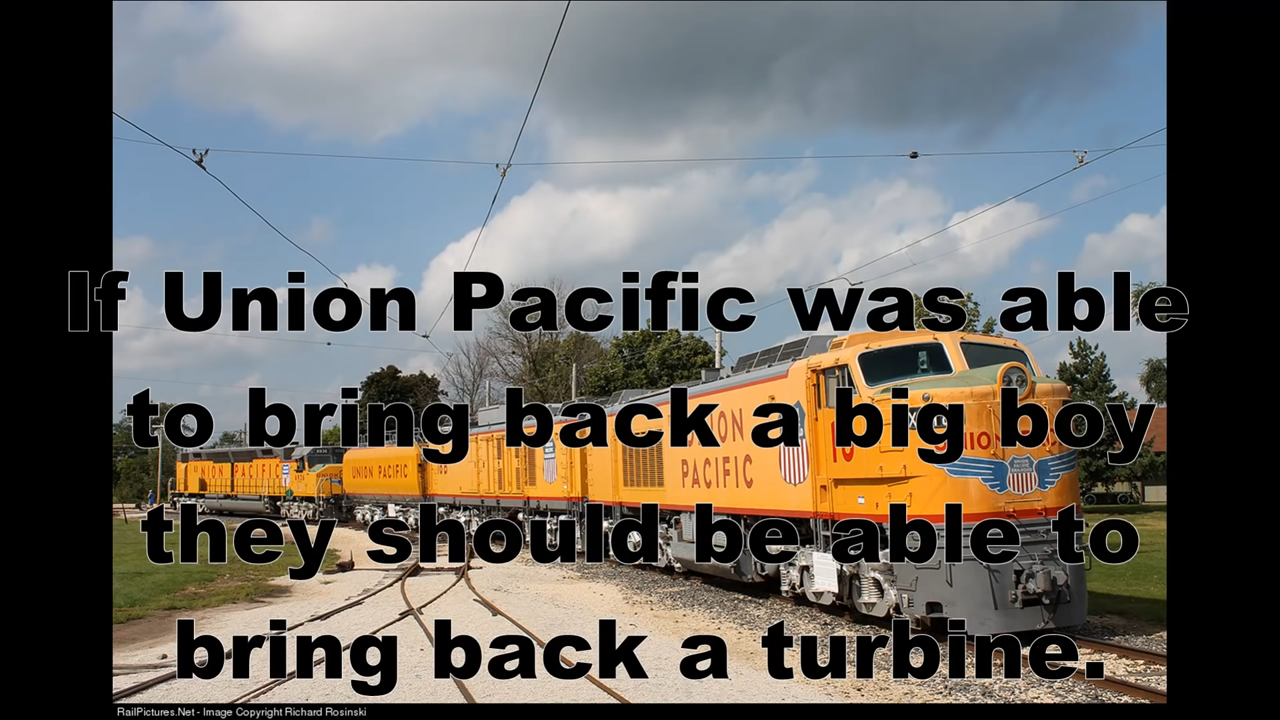 If Union Pacific was able
to bring back a big boy
they should be able to
bring back a turbine.
UNION PACIFIC
UNION PACIFIC
UNION
PACIFIC
18
RailPictures.Net - Image Copyright Richard Rosinski